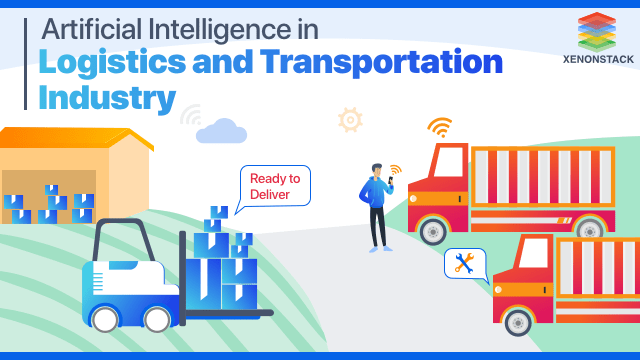 Artificial Intelligence in
Logistics and Transportation
Industry
XENONSTACK
Ready to
Deliver